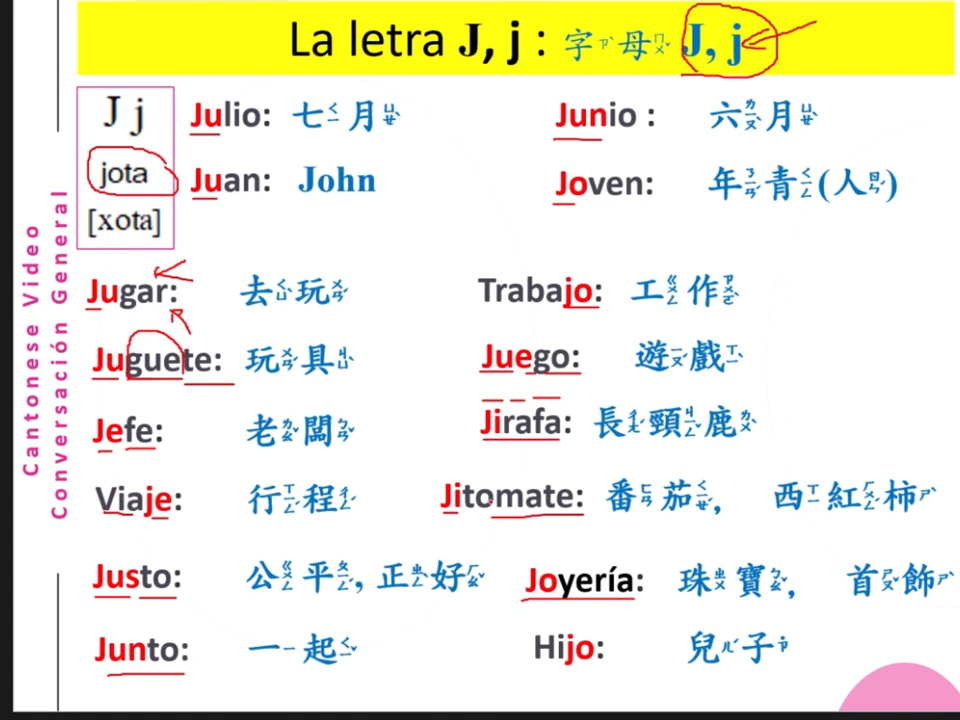 La letra J, j : 字母 J, j
J j
jota
[xota]
Julio: 七月
Junio : 六月
Juan: John
Joven: 年青(人)
Jugar: 去玩
Trabajo: 工作
Juguete: 玩具
Juego: 遊戲
Jefe: 老闆
Jirafa: 長頸鹿
Viaje: 行程
Jitomate: 番茄, 西紅柿
Justo: 公平, 正好
Joyería: 珠寶, 首飾
Junto: 一起
Hijo: 兒子
Cantonese Video
Conversación General